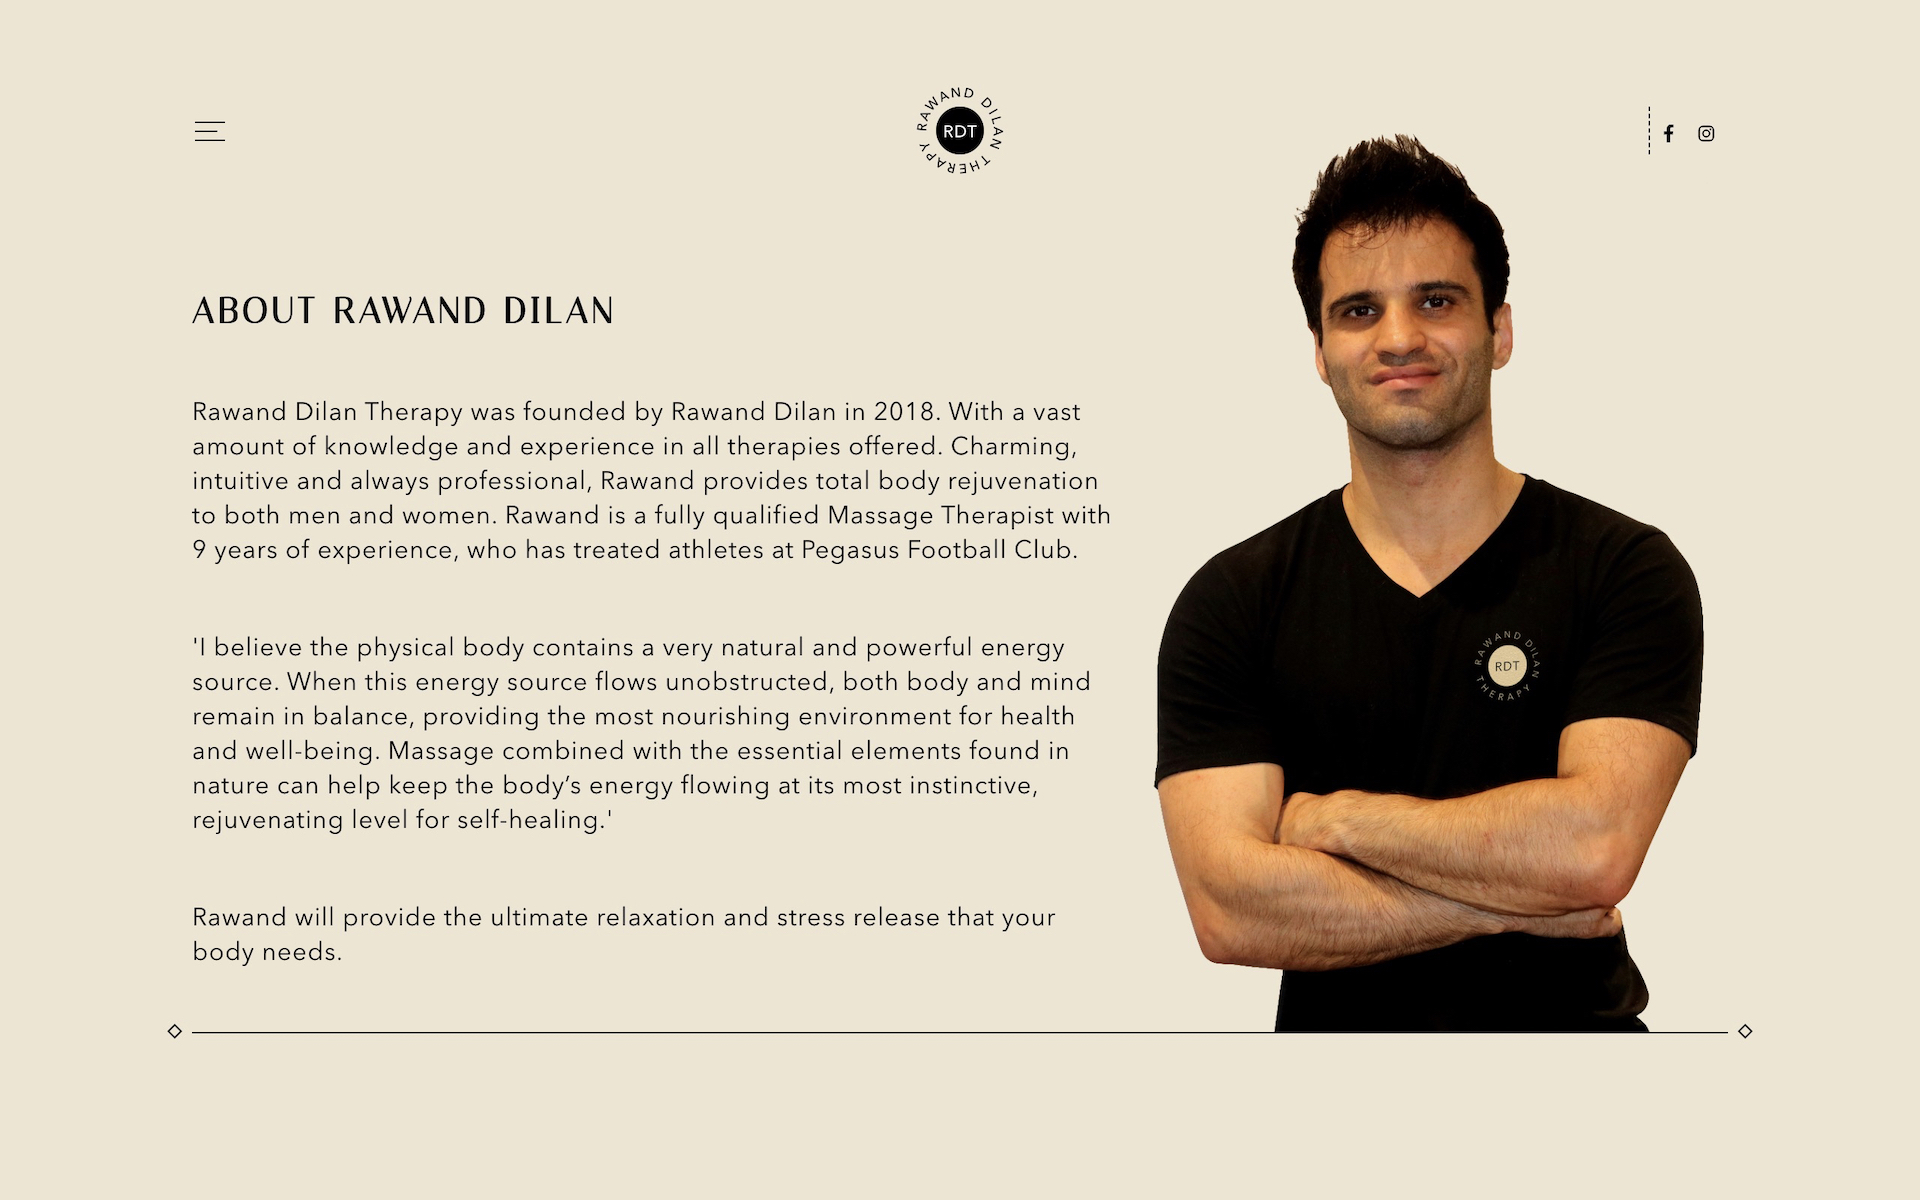 RAWAND DILAN THERAPY
RDT
ABOUT RAWAND DILAN
Rawand Dilan Therapy was founded by Rawand Dilan in 2018. With a vast
amount of knowledge and experience in all therapies offered. Charming,
intuitive and always professional, Rawand provides total body rejuvenation
to both men and women. Rawand is a fully qualified Massage Therapist with
9 years of experience, who has treated athletes at Pegasus Football Club.
'I believe the physical body contains a very natural and powerful energy
source. When this energy source flows unobstructed, both body and mind
remain in balance, providing the most nourishing environment for health
and well-being. Massage combined with the essential elements found in
nature can help keep the body’s energy flowing at its most instinctive,
rejuvenating level for self-healing.'
Rawand will provide the ultimate relaxation and stress release that your
body needs.
RAWAND DILAN
RDT
THERAPY